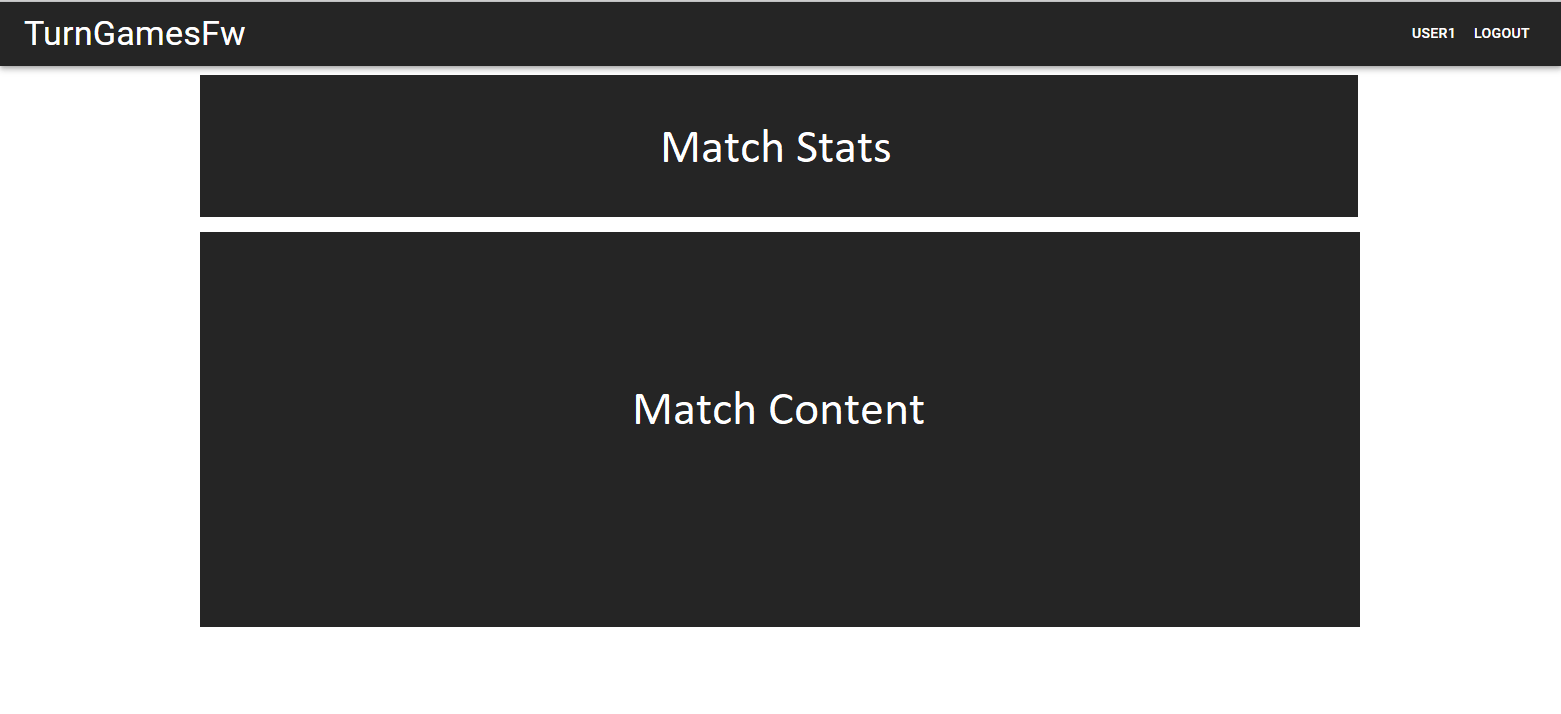 TurnGamesFw
USER1 LOGOUT
Match Stats
Match Content